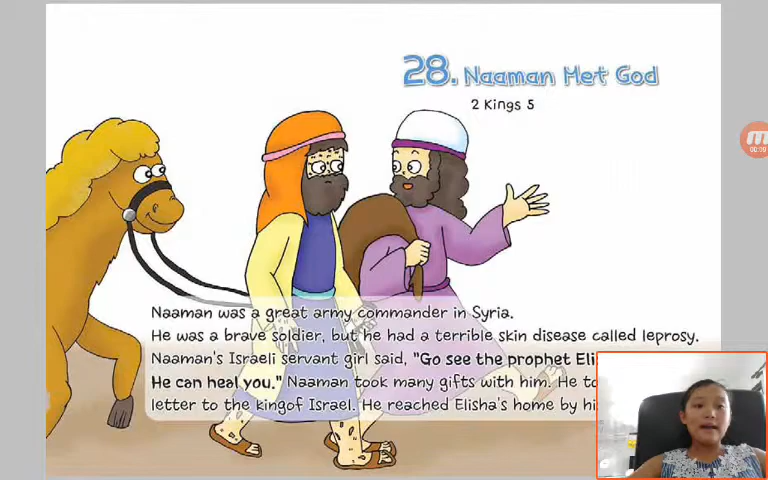 28. Naaman Met God
2 Kings 5
Naaman was a great army commander in Syria.
He was a brave soldier, but he had a terrible skin disease called leprosy.
Naaman's Israeli servant girl said, "Go see the prophet
He can heal you." Naaman took many gifts with him. He
letter to the kingof Israel. He reached Elisha's home by